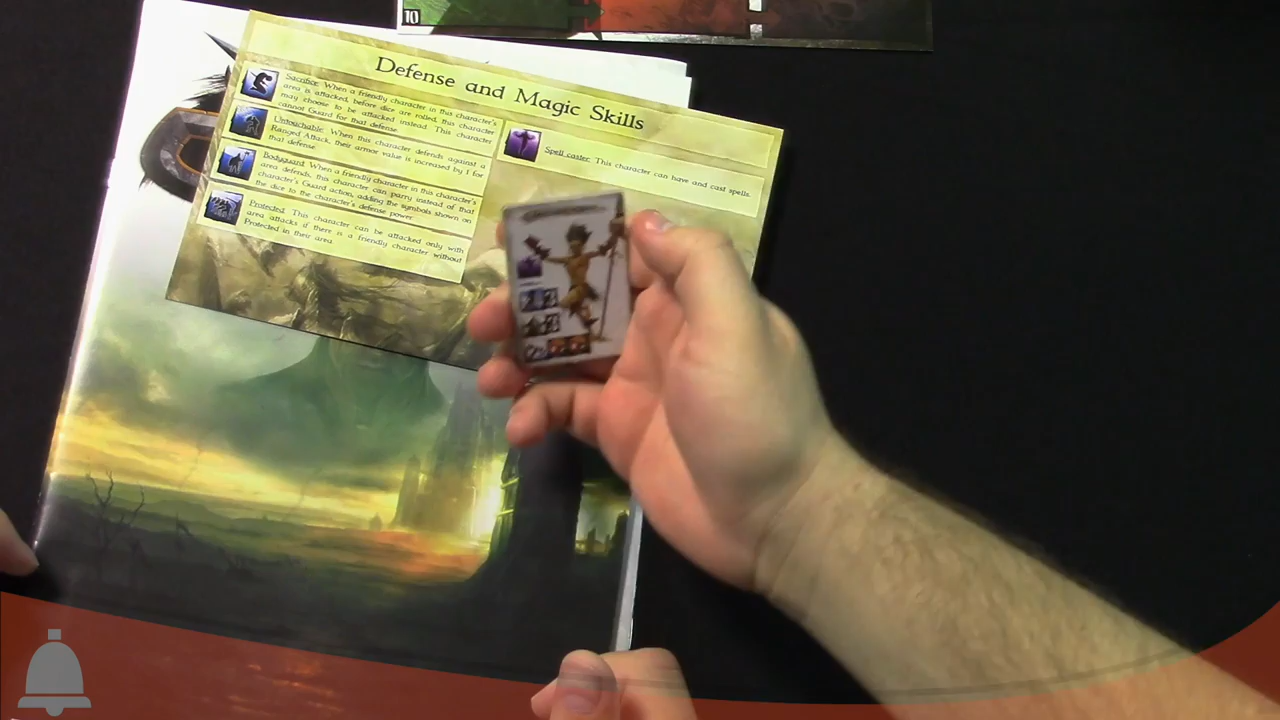 10
Defense and Magic Skills
Sacrifice: When a friendly character in this character's
area is attacked, before dice are rolled, this character
may choose to be attacked instead. This character
cannot Guard for that defense.
Untouchable: When this character defends against a
Ranged Attack, their armor value is increased by 1 for
that defense.
Bodyguard: When a friendly character in this character's
area defends, this character can parry instead of that
character's Guard action, adding the symbols shown on
the dice to the character's defense power.
Protected: This character can be attacked only with
area attacks if there is a friendly character without
Protected in their area.
Spell caster: This character can have and cast spells.